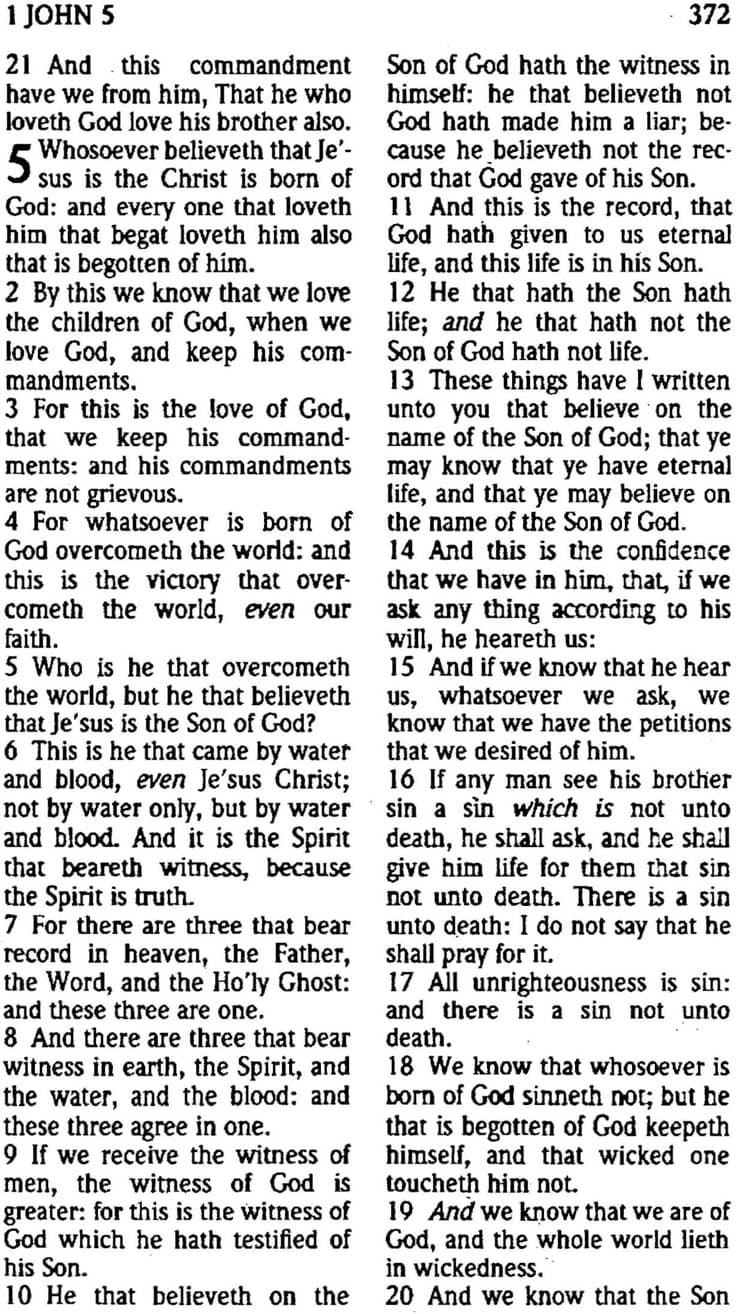 1 JOHN 5
372
21 And this commandment
have we from him, That he who
loveth God love his brother also.
5 Whosoever believeth that Je'-
sus is the Christ is born of
God: and every one that loveth
him that begat loveth him also
that is begotten of him.
2 By this we know that we love
the children of God, when we
love God, and keep his com-
mandments.
3 For this is the love of God,
that we keep his command-
ments: and his commandments
are not grievous.
4 For whatsoever is born of
God overcometh the world: and
this is the victory that over-
cometh the world, even our
faith.
5 Who is he that overcometh
the world, but he that believeth
that Je'sus is the Son of God?
6 This is he that came by water
and blood, even Je'sus Christ;
not by water only, but by water
and blood. And it is the Spirit
that beareth witness, because
the Spirit is truth.
7 For there are three that bear
record in heaven, the Father,
the Word, and the Ho'ly Ghost:
and these three are one.
8 And there are three that bear
witness in earth, the Spirit, and
the water, and the blood: and
these three agree in one.
9 If we receive the witness of
men, the witness of God is
greater: for this is the witness of
God which he hath testified of
his Son.
10 He that believeth on the
Son of God hath the witness in
himself: he that believeth not
God hath made him a liar; be-
cause he believeth not the rec-
ord that God gave of his Son.
11 And this is the record, that
God hath given to us eternal
life, and this life is in his Son.
12 He that hath the Son hath
life; and he that hath not the
Son of God hath not life.
13 These things have I written
unto you that believe on the
name of the Son of God; that ye
may know that ye have eternal
life, and that ye may believe on
the name of the Son of God.
14 And this is the confidence
that we have in him, that, if we
ask any thing according to his
will, he heareth us:
15 And if we know that he hear
us, whatsoever we ask, we
know that we have the petitions
that we desired of him.
16 If any man see his brother
sin a sin which is not unto
death, he shall ask, and he shall
give him life for them that sin
not unto death. There is a sin
unto death: I do not say that he
shall pray for it.
17 All unrighteousness is sin:
and there is a sin not unto
death.
18 We know that whosoever is
born of God sinneth not; but he
that is begotten of God keepeth
himself, and that wicked one
toucheth him not.
19 And we know that we are of
God, and the whole world lieth
in wickedness.
20 And we know that the Son